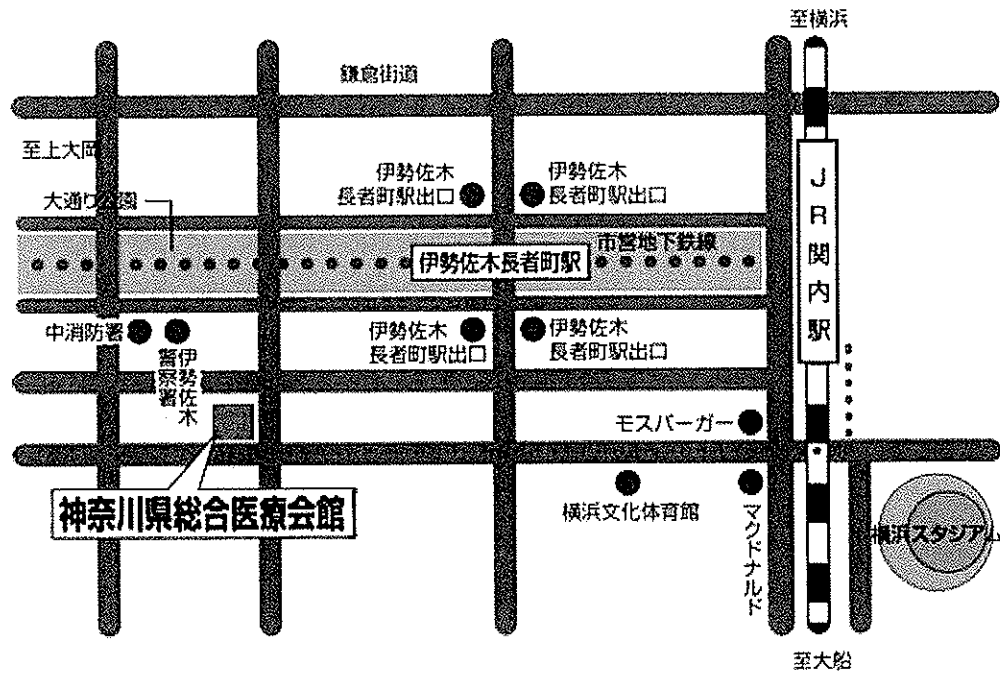 至横浜
鎌倉街道
至上大岡
大通り公園
伊勢佐木
長者町駅出口
伊勢佐木
長者町駅出口
JR関内駅
市営地下鉄線
伊勢佐木長者町駅
中消防署
伊勢佐木
警察署
伊勢佐木
長者町駅出口
伊勢佐木
長者町駅出口
モスバーガー
神奈川県総合医療会館
横浜文化体育館
マクドナルド
横浜スタジアム
至大船